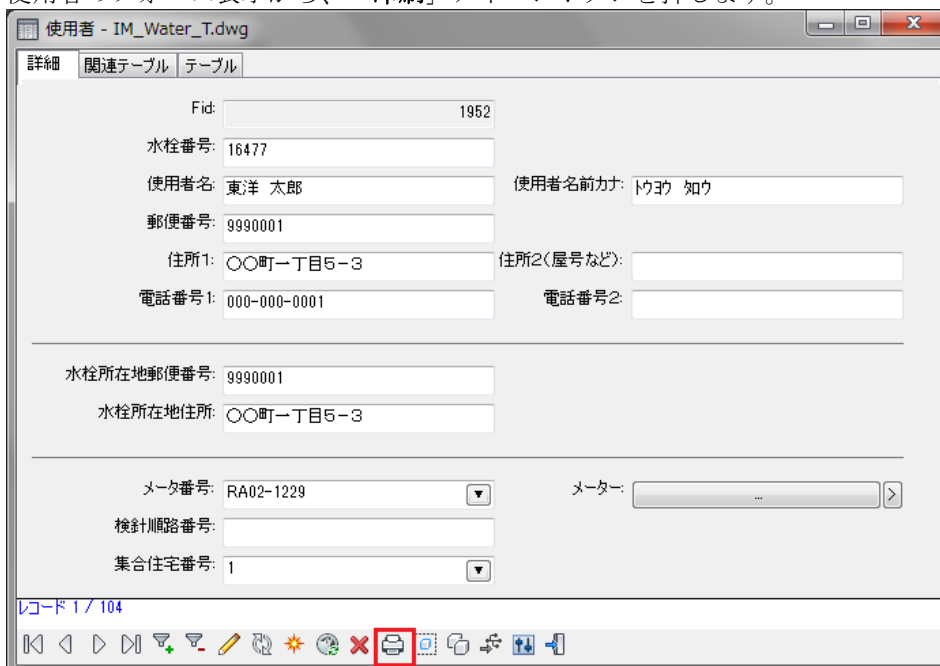 使用者 - IM_Water_T.dwg
詳細 関連テーブル テーブル
Fid: 1952
水栓番号: 16477
使用者名: 東洋 太郎 使用者名前カナ: ﾄｳﾖｳ ﾀﾛｳ
郵便番号: 9990001
住所1: 〇〇町一丁目5-3 住所2(屋号など):
電話番号1: 000-000-0001 電話番号2:
水栓所在地郵便番号: 9990001
水栓所在地住所: 〇〇町一丁目5-3
メータ番号: RA02-1229 メーター: ...
検針順路番号:
集合住宅番号: 1
レコード 1 / 104